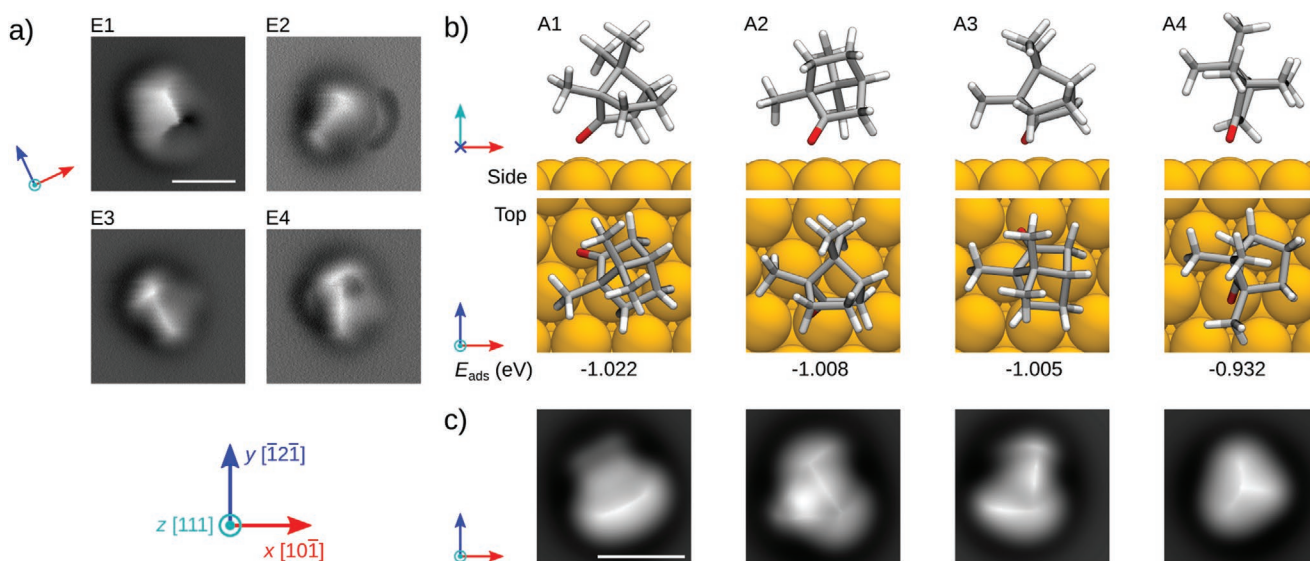 a)
E1
E2
E3
E4
b)
A1
A2
A3
A4
Side
Top
E_ads (eV)
-1.022
-1.008
-1.005
-0.932
y [1̅21̅]
z [111]
x [101̅]
c)